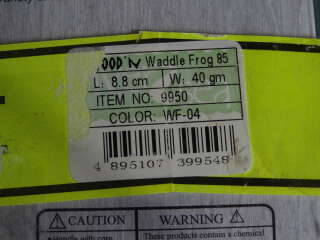 OOD'N Waddle Frog 85
L: 8.8 cm W: 40 gm
ITEM NO: 9950
COLOR: WF-04
4 895107 399548
CAUTION WARNING
products contain a chemical